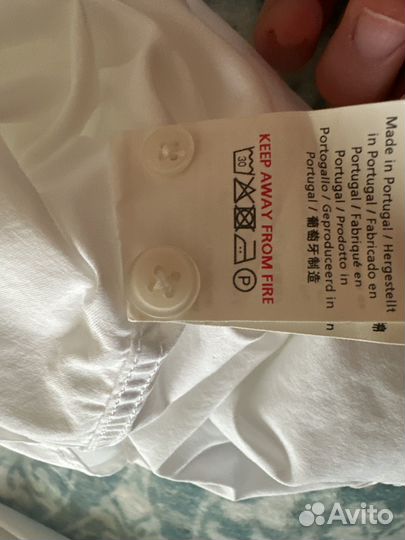 Made in Portugal / Hergestellt
in Portugal / Fabricado en
Portugal / Fabriqué en
Portugal / Prodotto in
Portogallo / Geproduceerd in
Portugal / 葡萄牙制造
KEEP AWAY FROM FIRE
30 P
Avito